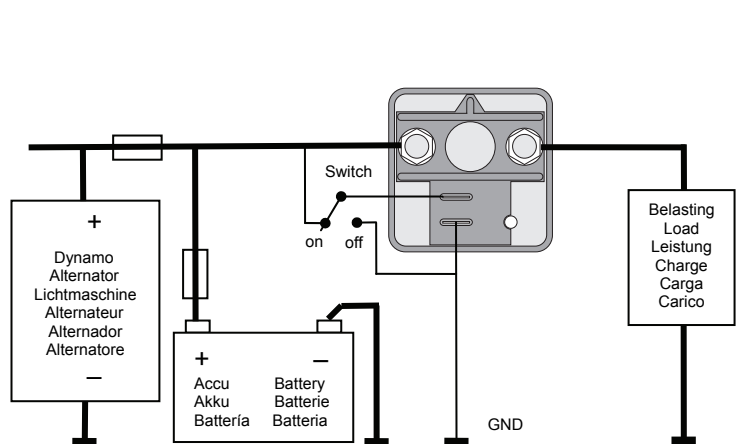 Switch
on off
+
Dynamo
Alternator
Lichtmaschine
Alternateur
Alternador
Alternatore
–
+ –
Accu Battery
Akku Batterie
Batería Batteria
GND
Belasting
Load
Leistung
Charge
Carga
Carico